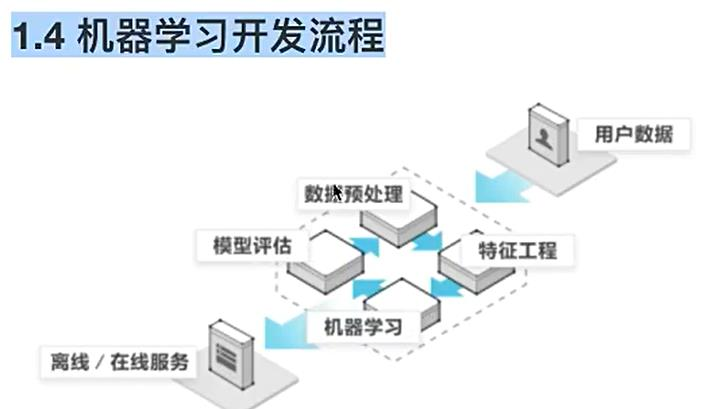 1.4 机器学习开发流程
用户数据
数据预处理
模型评估
特征工程
机器学习
离线 / 在线服务